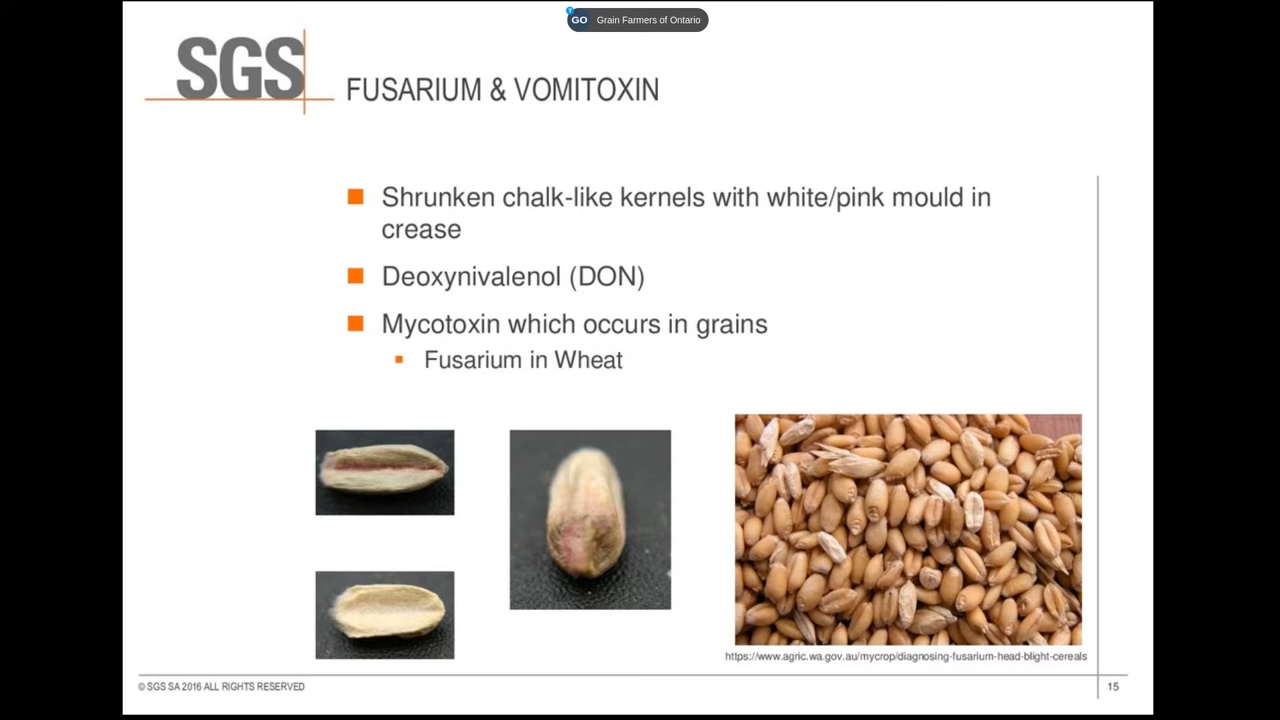 GO Grain Farmers of Ontario
SGS
FUSARIUM & VOMITOXIN
Shrunken chalk-like kernels with white/pink mould in
crease
Deoxynivalenol (DON)
Mycotoxin which occurs in grains
Fusarium in Wheat
https://www.agric.wa.gov.au/mycrop/diagnosing-fusarium-head-blight-cereals
© SGS SA 2016 ALL RIGHTS RESERVED
15